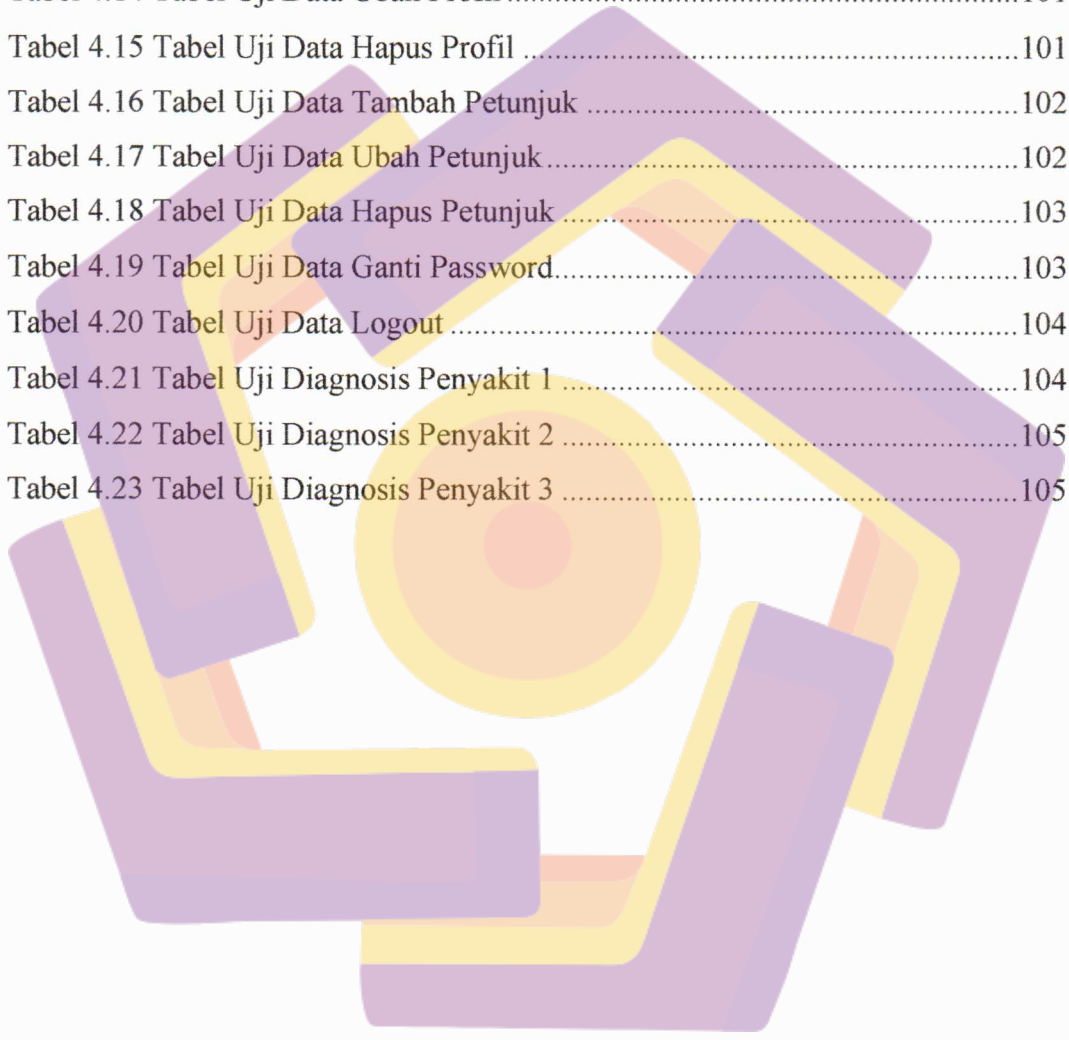 Tabel 4.15 Tabel Uji Data Hapus Profil ........................................................101
Tabel 4.16 Tabel Uji Data Tambah Petunjuk ................................................102
Tabel 4.17 Tabel Uji Data Ubah Petunjuk.....................................................102
Tabel 4.18 Tabel Uji Data Hapus Petunjuk ...................................................103
Tabel 4.19 Tabel Uji Data Ganti Password....................................................103
Tabel 4.20 Tabel Uji Data Logout ................................................................104
Tabel 4.21 Tabel Uji Diagnosis Penyakit 1 ...................................................104
Tabel 4.22 Tabel Uji Diagnosis Penyakit 2 ...................................................105
Tabel 4.23 Tabel Uji Diagnosis Penyakit 3 ...................................................105